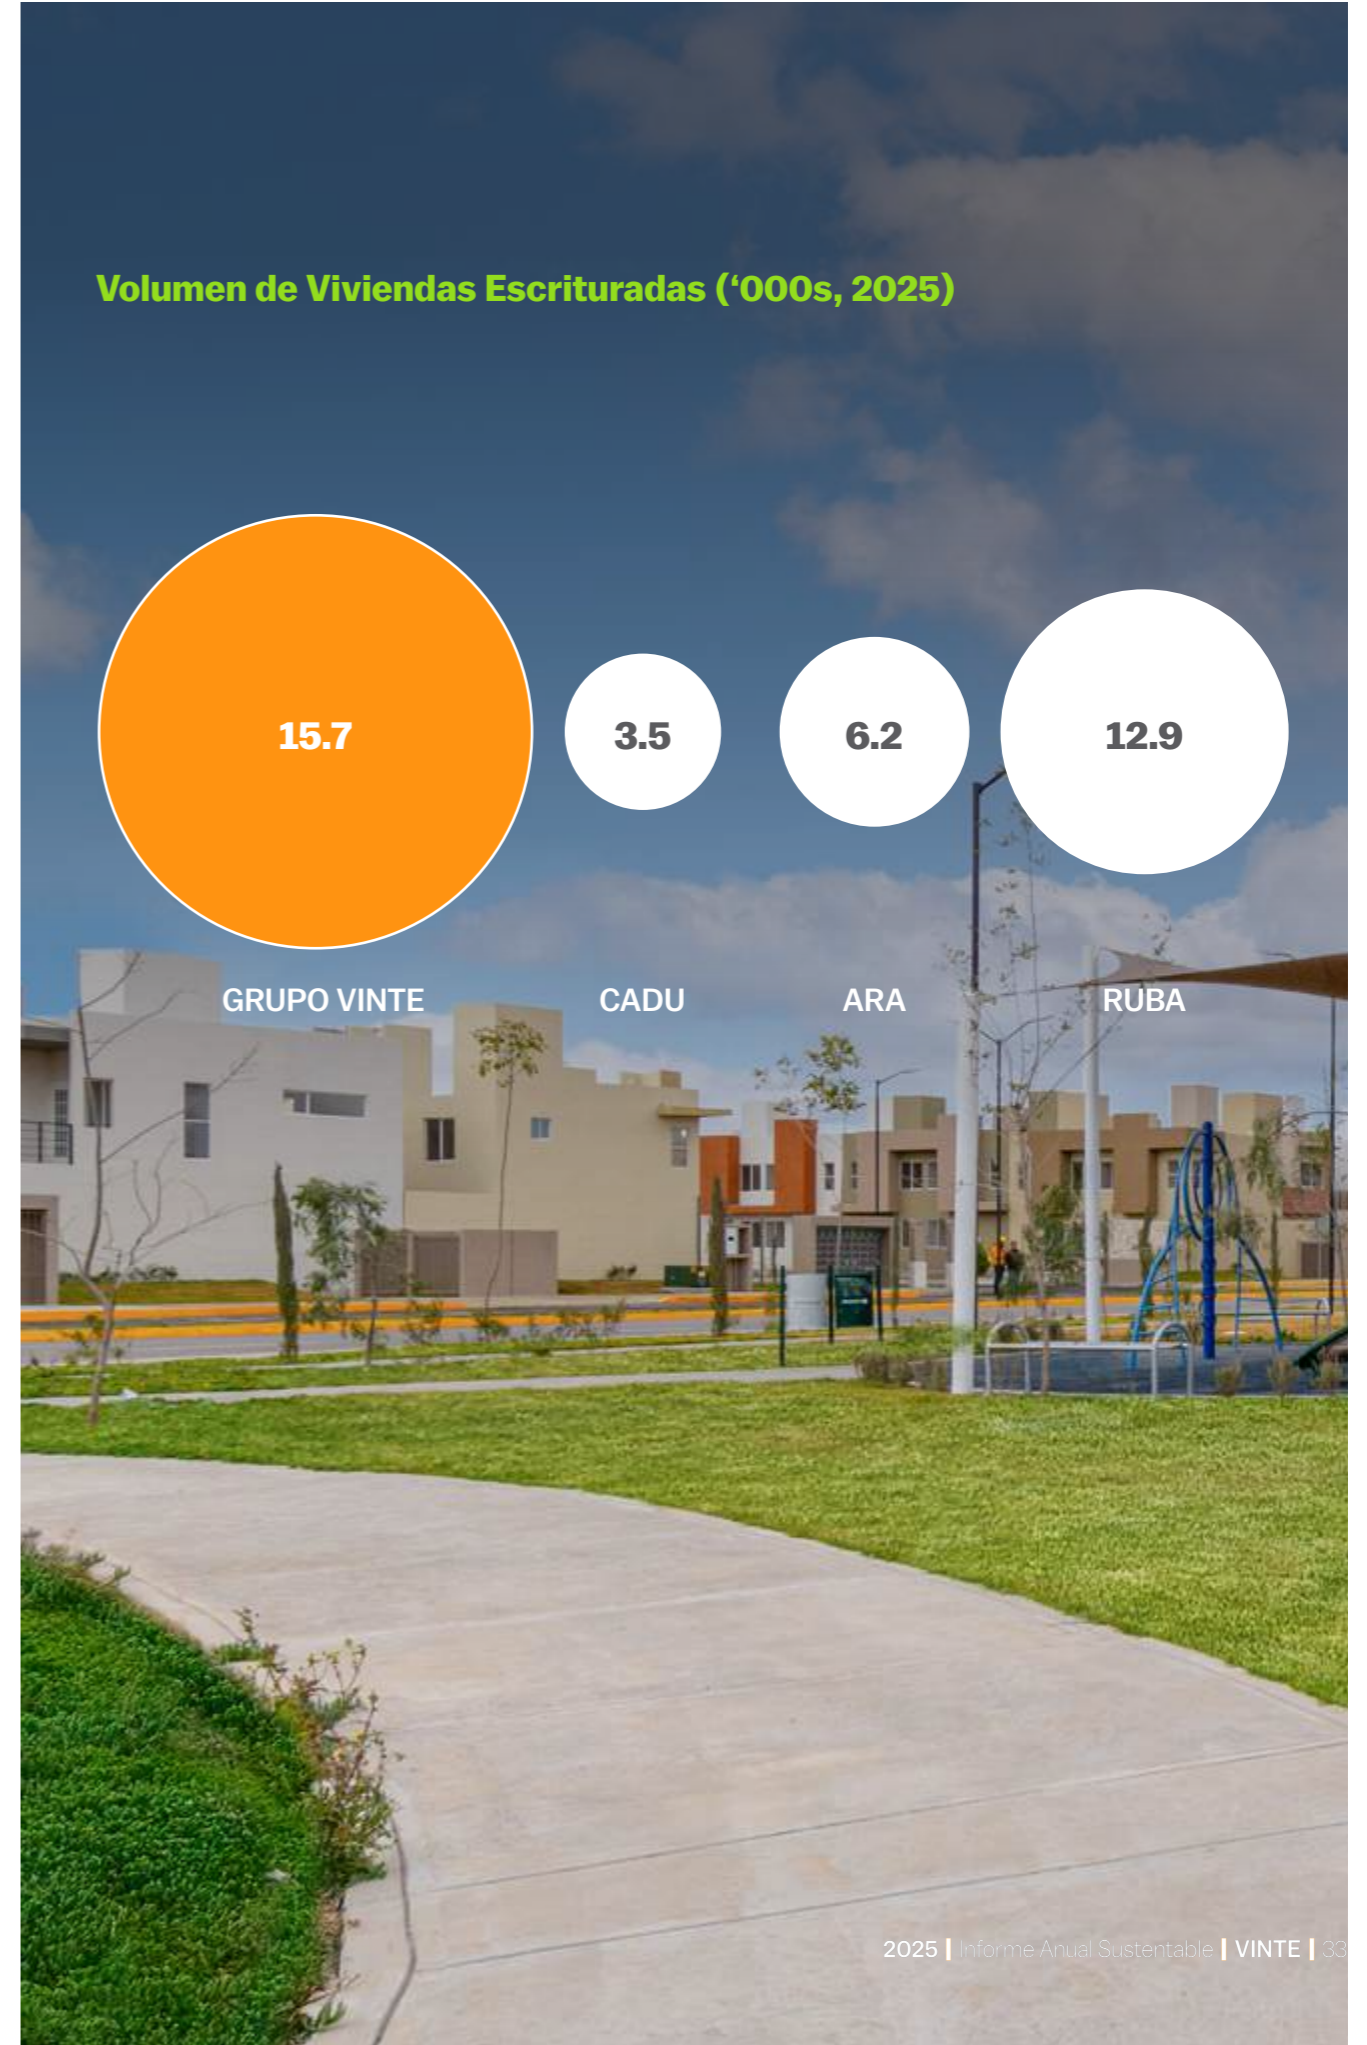 Volumen de Viviendas Escrituradas (‘000s, 2025)
15.7
3.5
6.2
12.9
GRUPO VINTE
CADU
ARA
RUBA
2025 | Informe Anual Sustentable | VINTE | 33